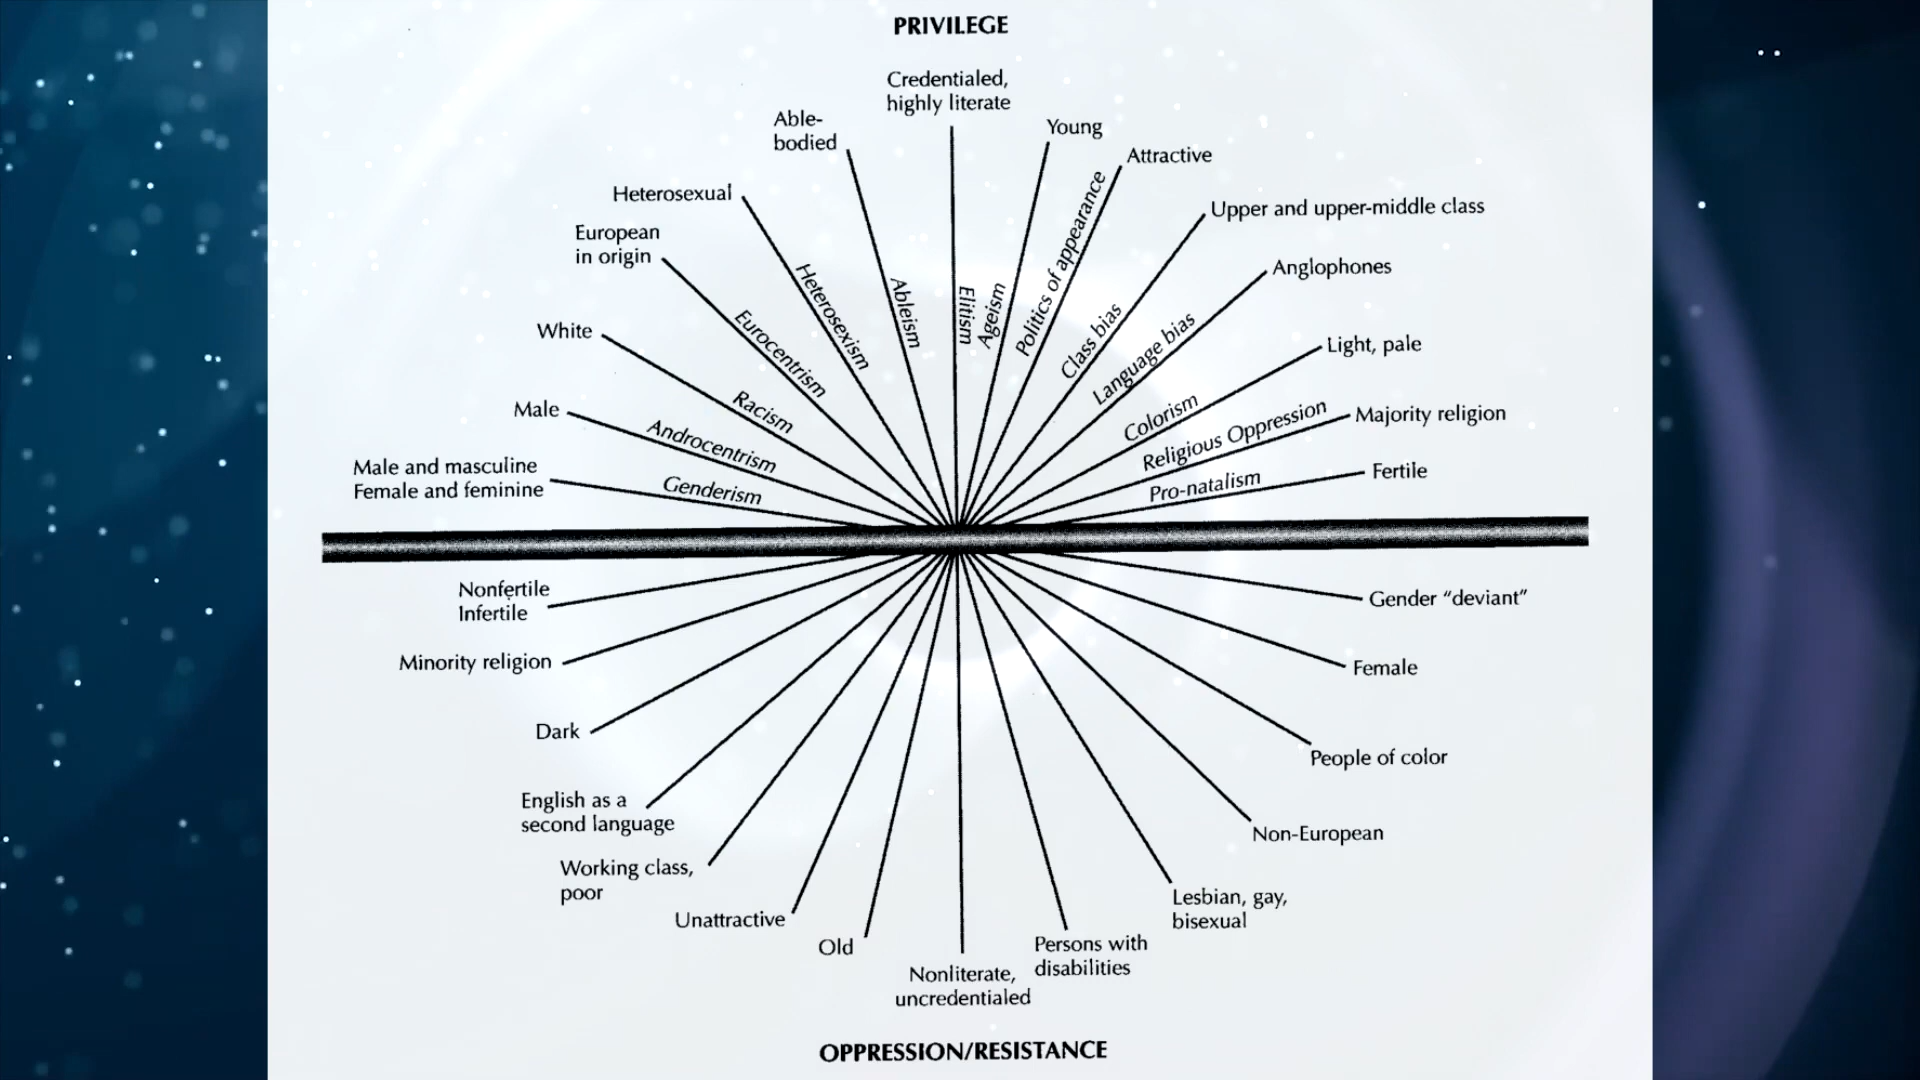 PRIVILEGE
Credentialed,
highly literate
Able-
bodied
Young
Attractive
Heterosexual
Upper and upper-middle class
European
in origin
Anglophones
White
Light, pale
Male
Majority religion
Male and masculine
Female and feminine
Fertile
Genderism
Androcentrism
Racism
Eurocentrism
Heterosexism
Ableism
Elitism
Ageism
Politics of appearance
Class bias
Language bias
Colorism
Religious Oppression
Pro-natalism
Nonfertile
Infertile
Gender “deviant”
Minority religion
Female
Dark
People of color
English as a
second language
Non-European
Working class,
poor
Lesbian, gay,
bisexual
Unattractive
Old
Persons with
disabilities
Nonliterate,
uncredentialed
OPPRESSION/RESISTANCE